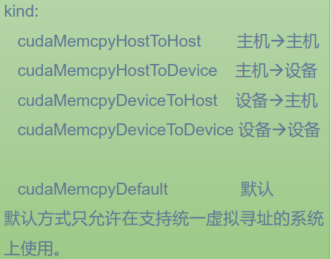 kind:
cudaMemcpyHostToHost 主机→主机
cudaMemcpyHostToDevice 主机→设备
cudaMemcpyDeviceToHost 设备→主机
cudaMemcpyDeviceToDevice 设备→设备
cudaMemcpyDefault 默认
默认方式只允许在支持统一虚拟寻址的系统
上使用。